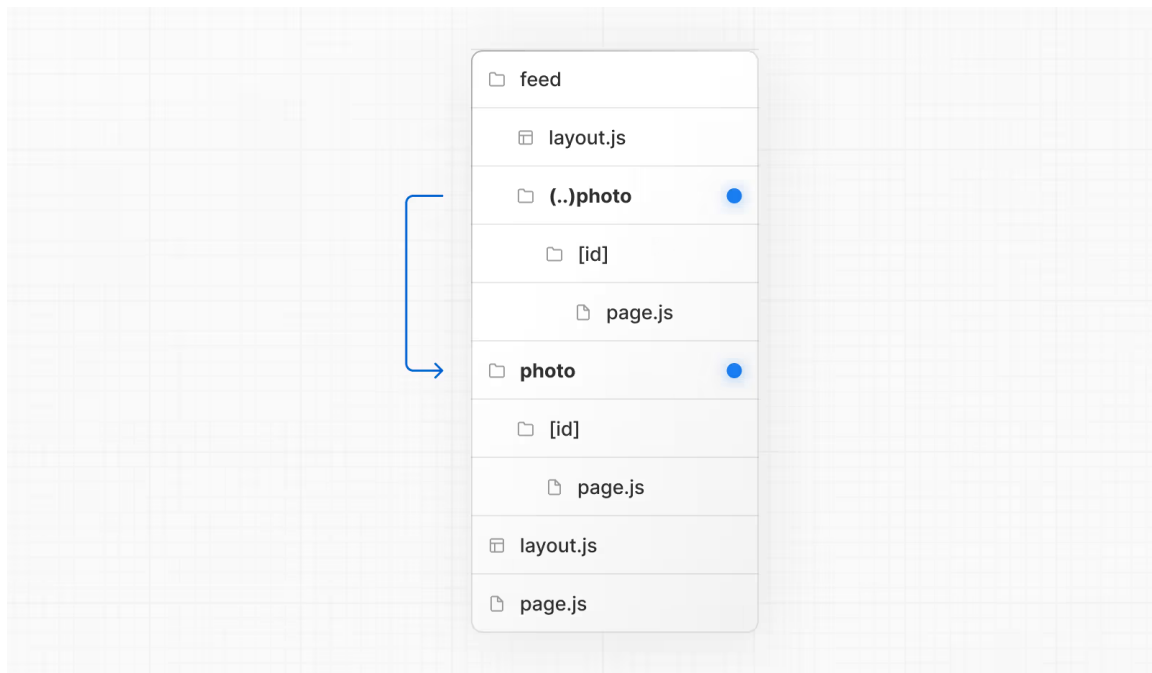 feed
layout.js
(..)photo
[id]
page.js
photo
[id]
page.js
layout.js
page.js